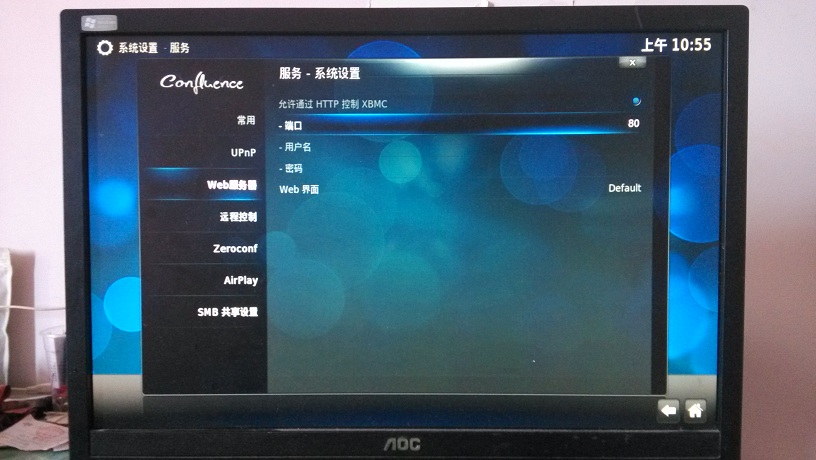 系统设置 - 服务
上午 10:55
Confluence
服务 - 系统设置
x
常用
UPnP
Web服务器
远程控制
Zeroconf
AirPlay
SMB 共享设置
允许通过 HTTP 控制 XBMC
- 端口 80
- 用户名
- 密码
Web 界面 Default
AOC